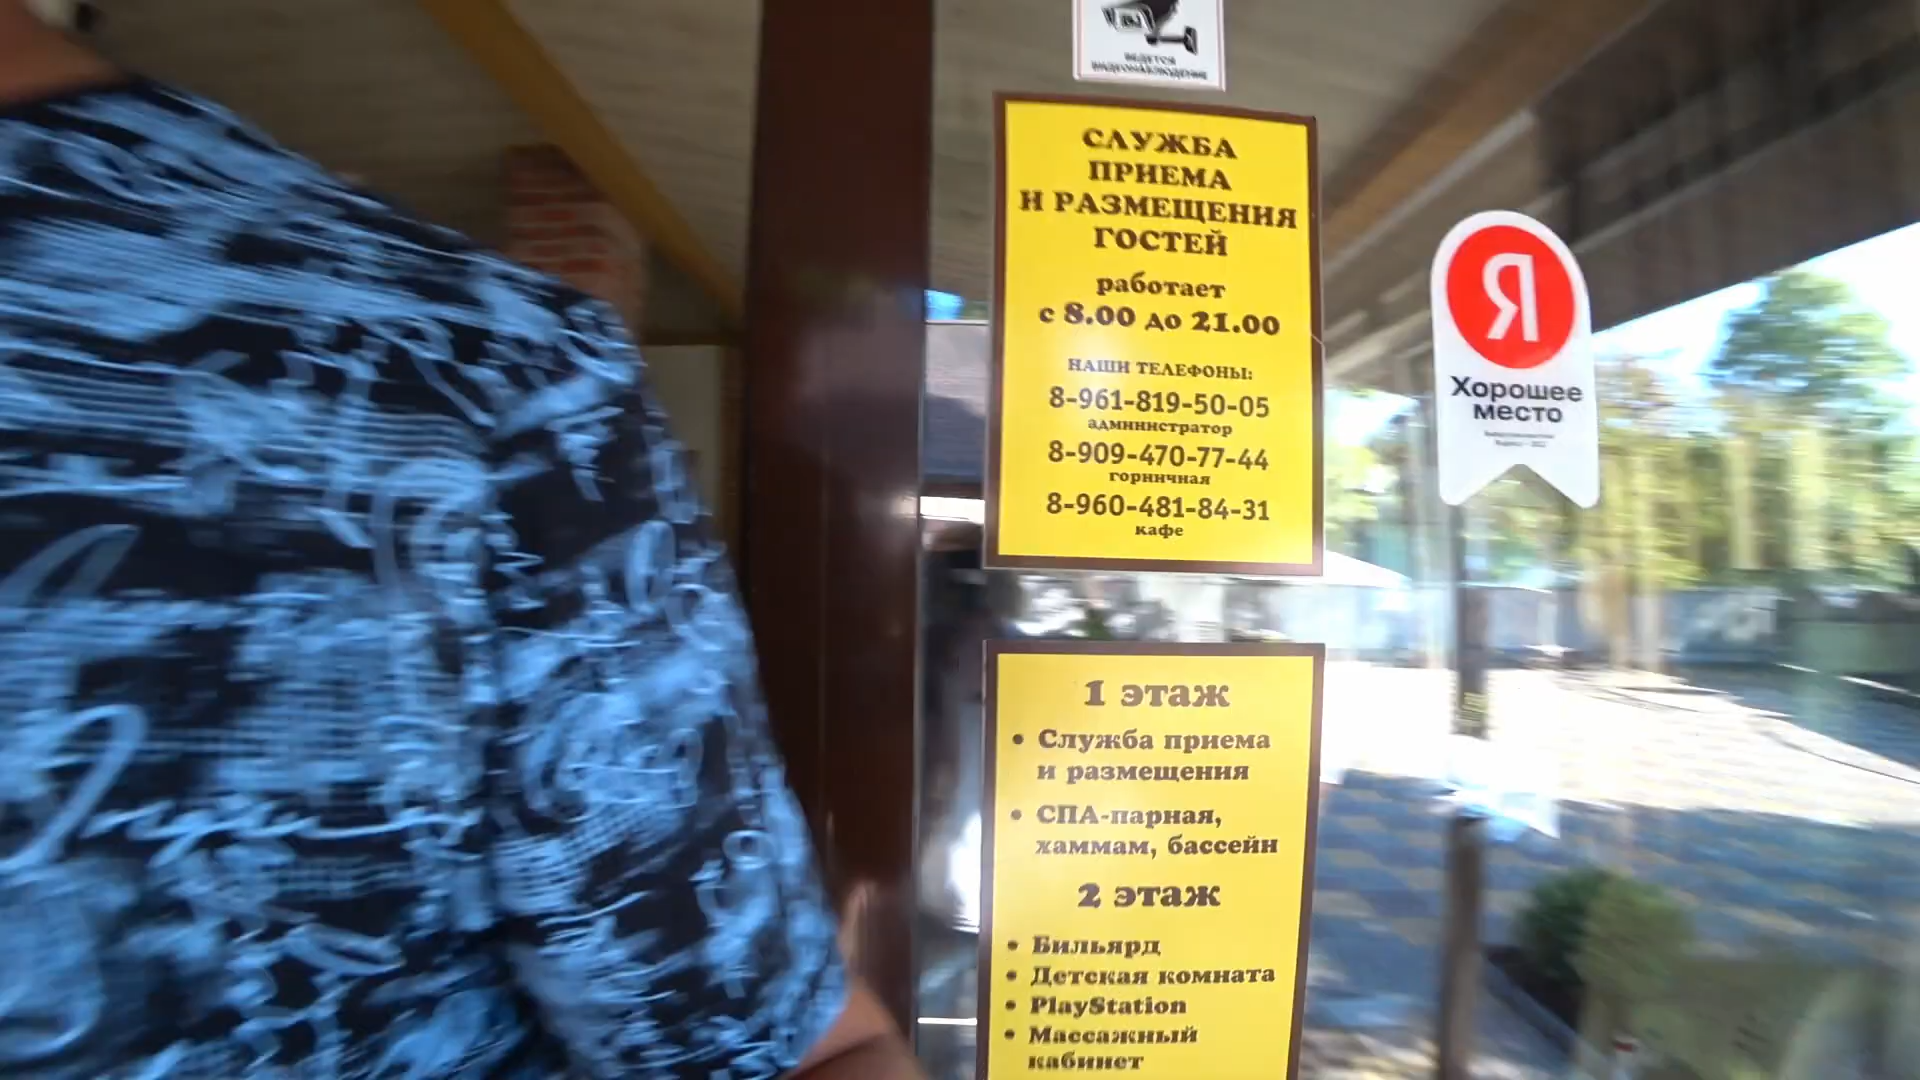 ВЕДЕТСЯ
ВИДЕОНАБЛЮДЕНИЕ
СЛУЖБА
ПРИЕМА
И РАЗМЕЩЕНИЯ
ГОСТЕЙ
работает
с 8.00 до 21.00
НАШИ ТЕЛЕФОНЫ:
8-961-819-50-05
администратор
8-909-470-77-44
горничная
8-960-481-84-31
кафе
Я
Хорошее
место
1 этаж
• Служба приема
и размещения
• СПА-парная,
хаммам, бассейн
2 этаж
• Бильярд
• Детская комната
• PlayStation
• Массажный
кабинет